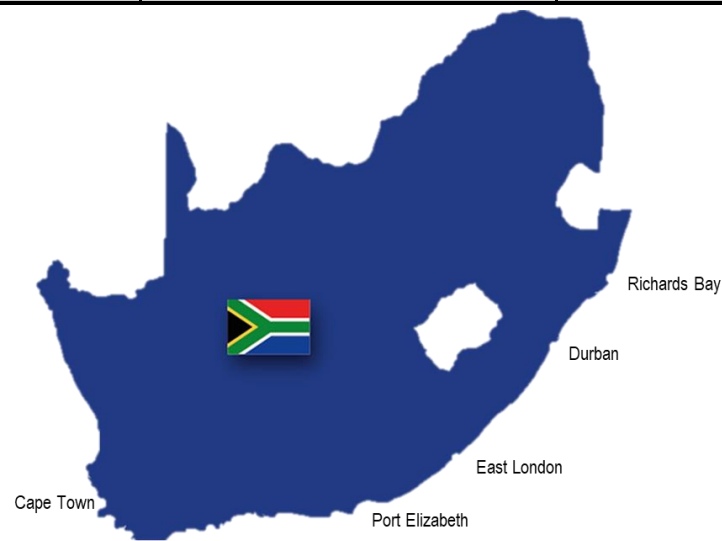 Richards Bay
Durban
East London
Cape Town
Port Elizabeth